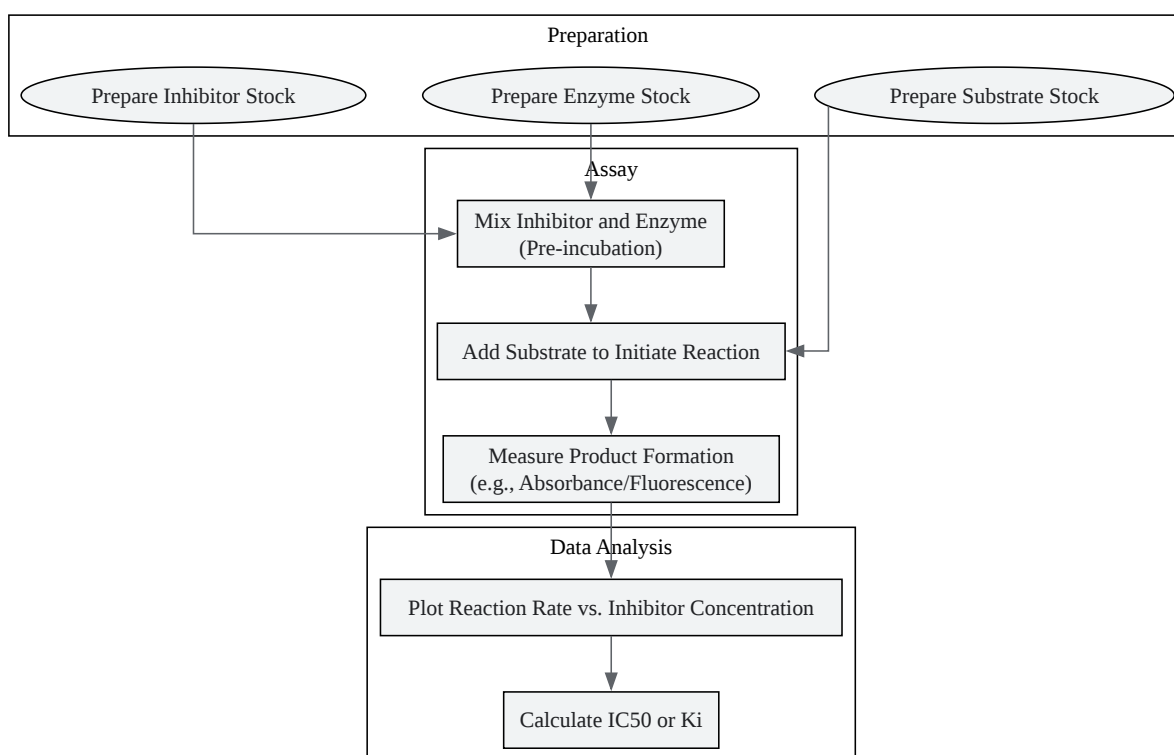 Preparation
Prepare Inhibitor Stock
Prepare Enzyme Stock
Prepare Substrate Stock
Assay
Mix Inhibitor and Enzyme
(Pre-incubation)
Add Substrate to Initiate Reaction
Measure Product Formation
(e.g., Absorbance/Fluorescence)
Data Analysis
Plot Reaction Rate vs. Inhibitor Concentration
Calculate IC50 or Ki